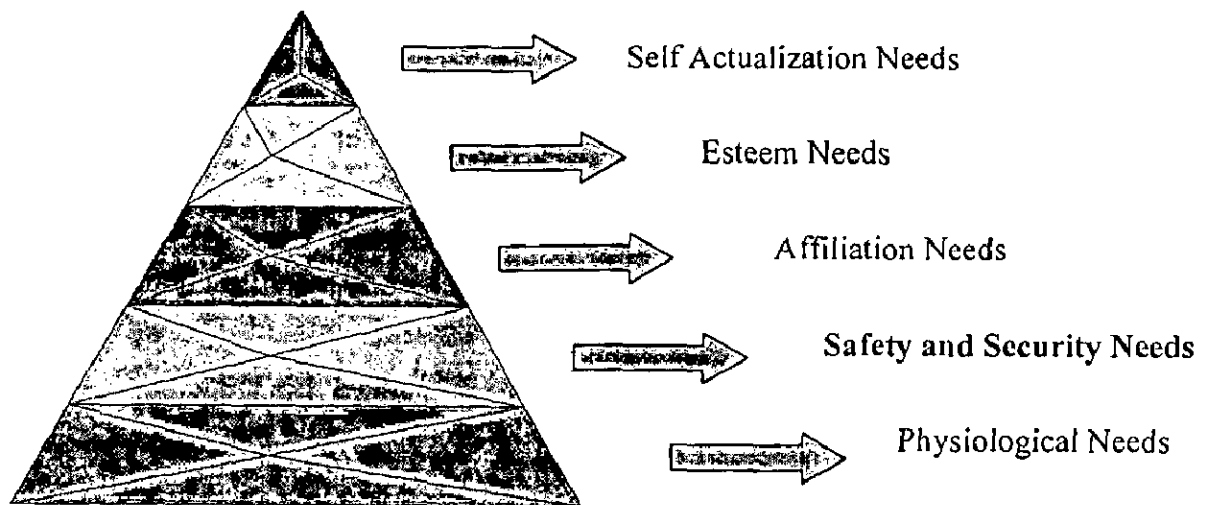 Self Actualization Needs
Esteem Needs
Affiliation Needs
Safety and Security Needs
Physiological Needs